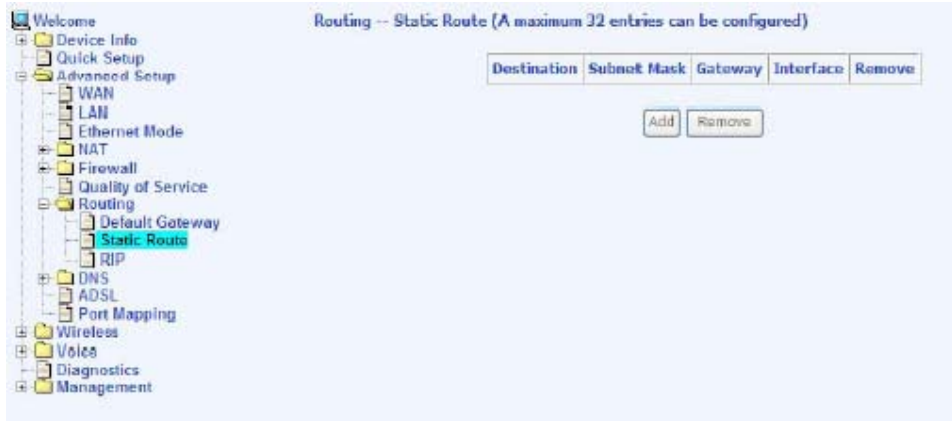 Welcome
Device Info
Quick Setup
Advanced Setup
WAN
LAN
Ethernet Mode
NAT
Firewall
Quality of Service
Routing
Default Gateway
Static Route
RIP
DNS
ADSL
Port Mapping
Wireless
Voice
Diagnostics
Management
Routing -- Static Route (A maximum 32 entries can be configured)
Destination Subnet Mask Gateway Interface Remove
Add Remove